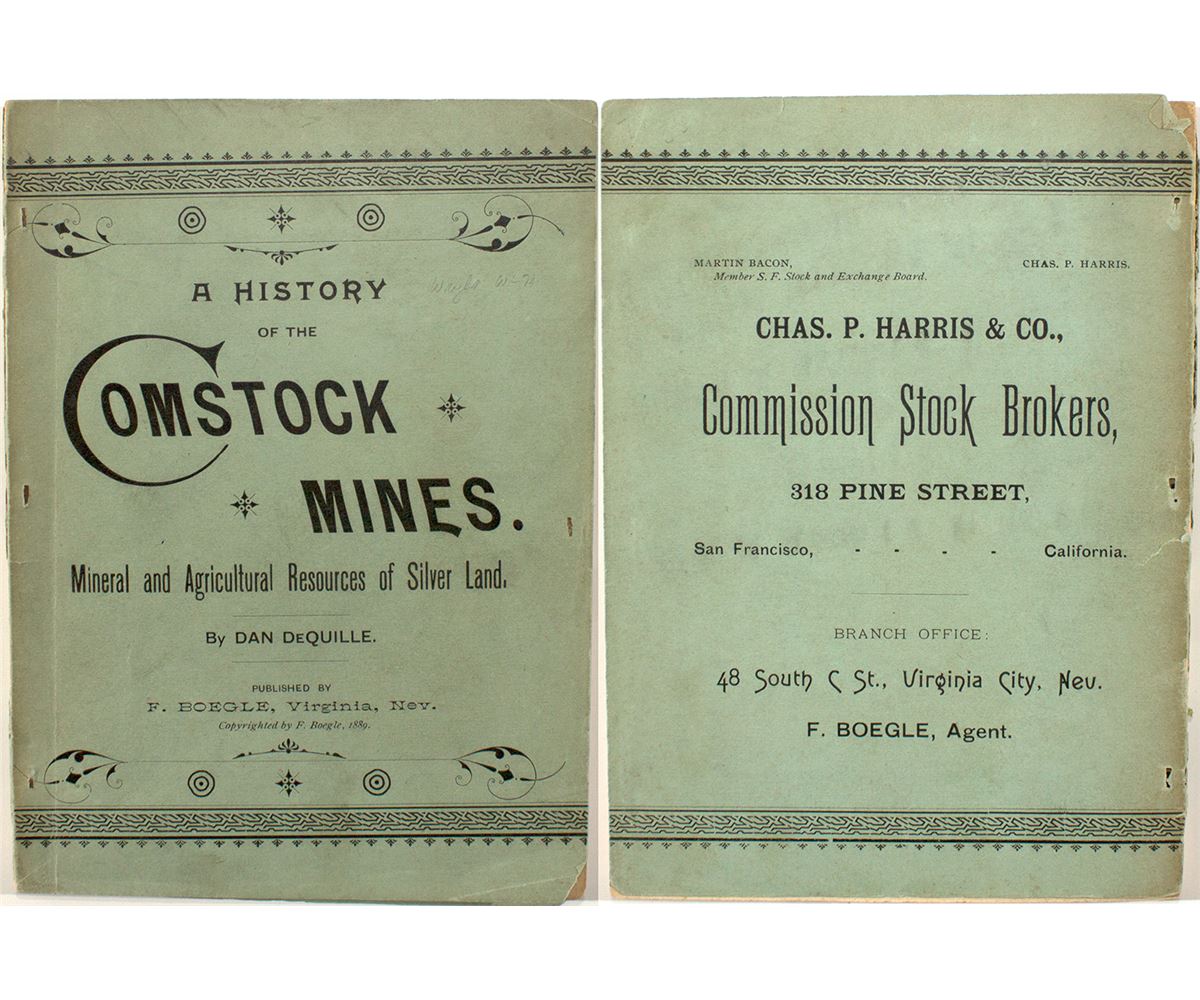 A HISTORY
OF THE
COMSTOCK
MINES.
Mineral and Agricultural Resources of Silver Land.
By DAN DEQUILLE.
PUBLISHED BY
F. BOEGLE, Virginia, Nev.
Copyrighted by F. Boegle, 1889.
MARTIN BACON,
Member S. F. Stock and Exchange Board.
CHAS. P. HARRIS.
CHAS. P. HARRIS & CO.,
Commission Stock Brokers,
318 PINE STREET,
San Francisco, - - - - California.
BRANCH OFFICE:
48 South C St., Virginia City, Nev.
F. BOEGLE, Agent.